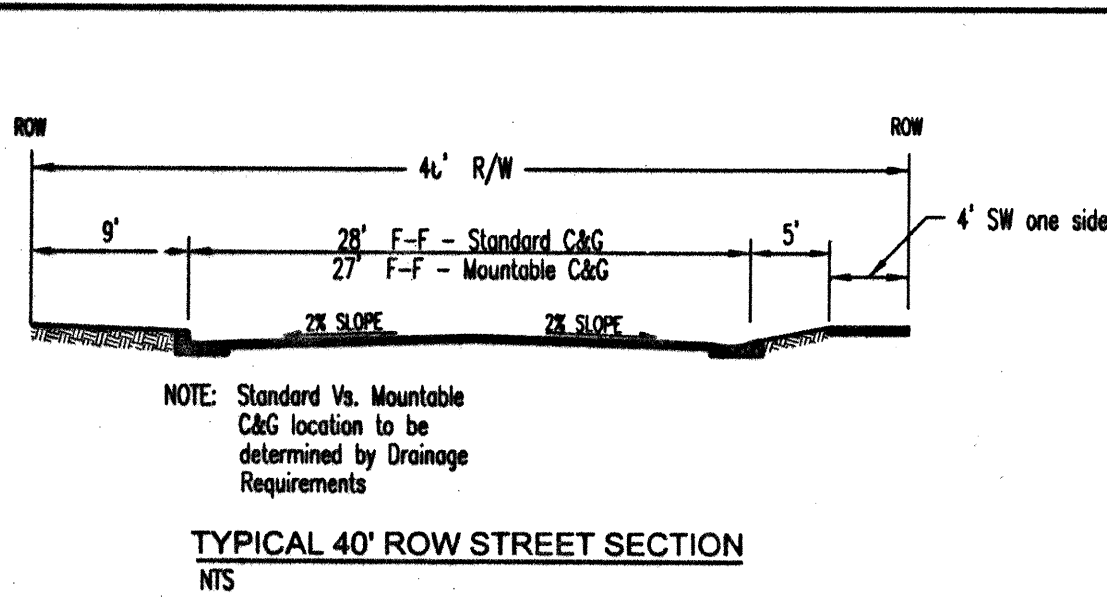 ROW
ROW
4t' R/W
4' SW one side
9'
28' F-F - Standard C&G
5'
27' F-F - Mountable C&G
2% SLOPE
2% SLOPE
NOTE: Standard Vs. Mountable
C&G location to be
determined by Drainage
Requirements
TYPICAL 40' ROW STREET SECTION
NTS